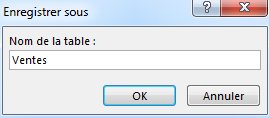 Enregistrer sous
Nom de la table :
Ventes
OK
Annuler